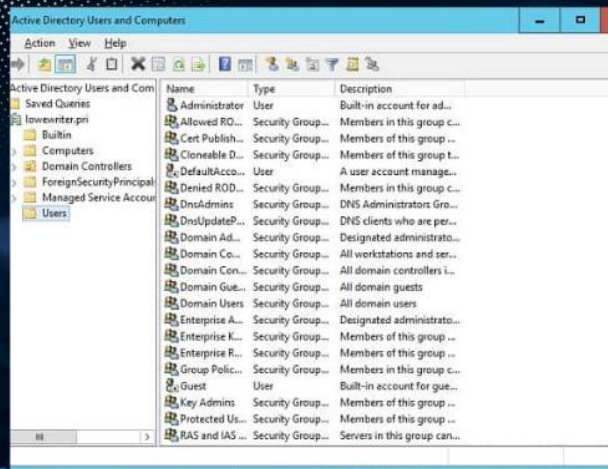 Active Directory Users and Computers
Action View Help
Active Directory Users and Com
Saved Queries
lowewriter.pri
Builtin
Computers
Domain Controllers
ForeignSecurityPrincipal
Managed Service Accour
Users
Name Type Description
Administrator User Built-in account for ad...
Allowed RO... Security Group... Members in this group c...
Cert Publish... Security Group... Members of this group ...
Cloneable D... Security Group... Members of this group t...
DefaultAcco... User A user account manage...
Denied ROD... Security Group... Members in this group c...
DnsAdmins Security Group... DNS Administrators Gro...
DnsUpdateP... Security Group... DNS clients who are per...
Domain Ad... Security Group... Designated administrato...
Domain Co... Security Group... All workstations and ser...
Domain Con... Security Group... All domain controllers i...
Domain Gue... Security Group... All domain guests
Domain Users Security Group... All domain users
Enterprise A... Security Group... Designated administrato...
Enterprise K... Security Group... Members of this group ...
Enterprise R... Security Group... Members of this group ...
Group Polic... Security Group... Members in this group c...
Guest User Built-in account for gue...
Key Admins Security Group... Members of this group ...
Protected Us... Security Group... Members of this group ...
RAS and IAS ... Security Group... Servers in this group can...